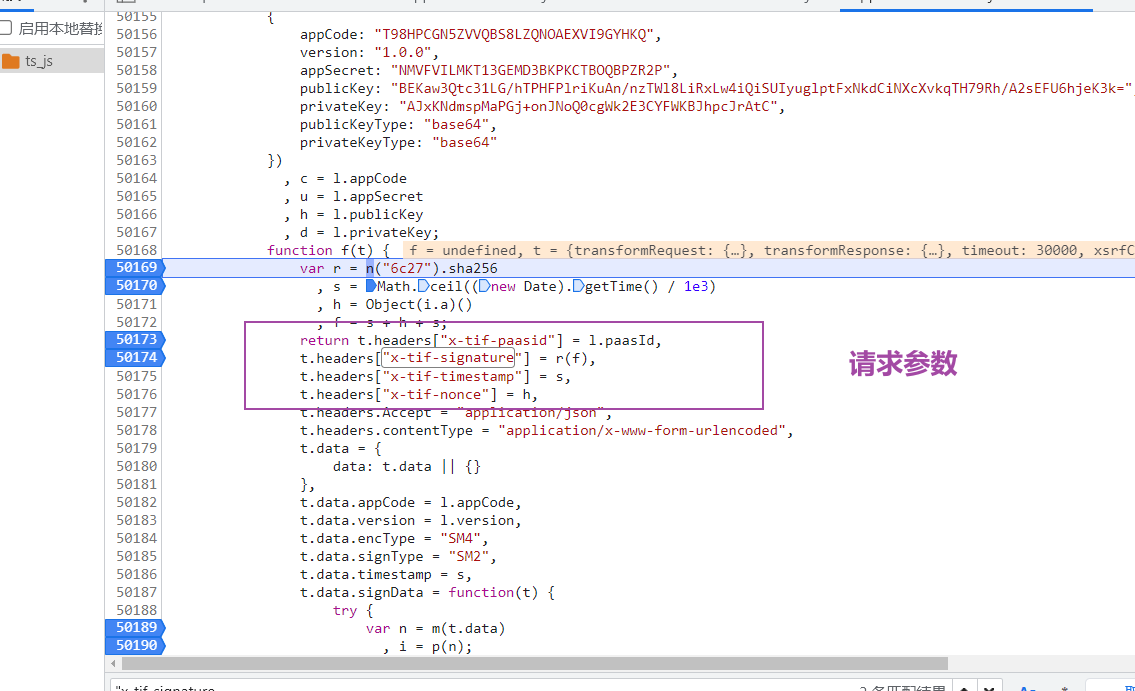 启用本地替换
ts_js
50155 {
50156 appCode: "T98HPCGN5ZVVQBS8LZQNOAEXVI9GYHKQ",
50157 version: "1.0.0",
50158 appSecret: "NMVFVILMKT13GEMD3BKPKCTBOQBPZR2P",
50159 publicKey: "BEKaw3Qtc31LG/hTPHFPlriKuAn/nzTWl8LiRxLw4iQiSUIyuglptFxNkdCiNXcXvkqTH79Rh/A2sEFU6hjeK3k=",
50160 privateKey: "AJxKNdmspMaPGj+onJNoQ0cgWk2E3CYFWKBJhpcJrAtC",
50161 publicKeyType: "base64",
50162 privateKeyType: "base64"
50163 })
50164 , c = l.appCode
50165 , u = l.appSecret
50166 , h = l.publicKey
50167 , d = l.privateKey;
50168 function f(t) { f = undefined, t = {transformRequest: {…}, transformResponse: {…}, timeout: 30000, xsrfC
50169 var r = n("6c27").sha256
50170 , s = Math.ceil((new Date).getTime() / 1e3)
50171 , h = Object(i.a)()
50172 , f = s + h + s;
50173 return t.headers["x-tif-paasid"] = l.paasId,
50174 t.headers["x-tif-signature"] = r(f),
50175 t.headers["x-tif-timestamp"] = s,
50176 t.headers["x-tif-nonce"] = h,
50177 t.headers.Accept = "application/json",
50178 t.headers.contentType = "application/x-www-form-urlencoded",
50179 t.data = {
50180 data: t.data || {}
50181 },
50182 t.data.appCode = l.appCode,
50183 t.data.version = l.version,
50184 t.data.encType = "SM4",
50185 t.data.signType = "SM2",
50186 t.data.timestamp = s,
50187 t.data.signData = function(t) {
50188 try {
50189 var n = m(t.data)
50190 , i = p(n);
请求参数
"x-tif-signature
2 条匹配结果
Aa
.*